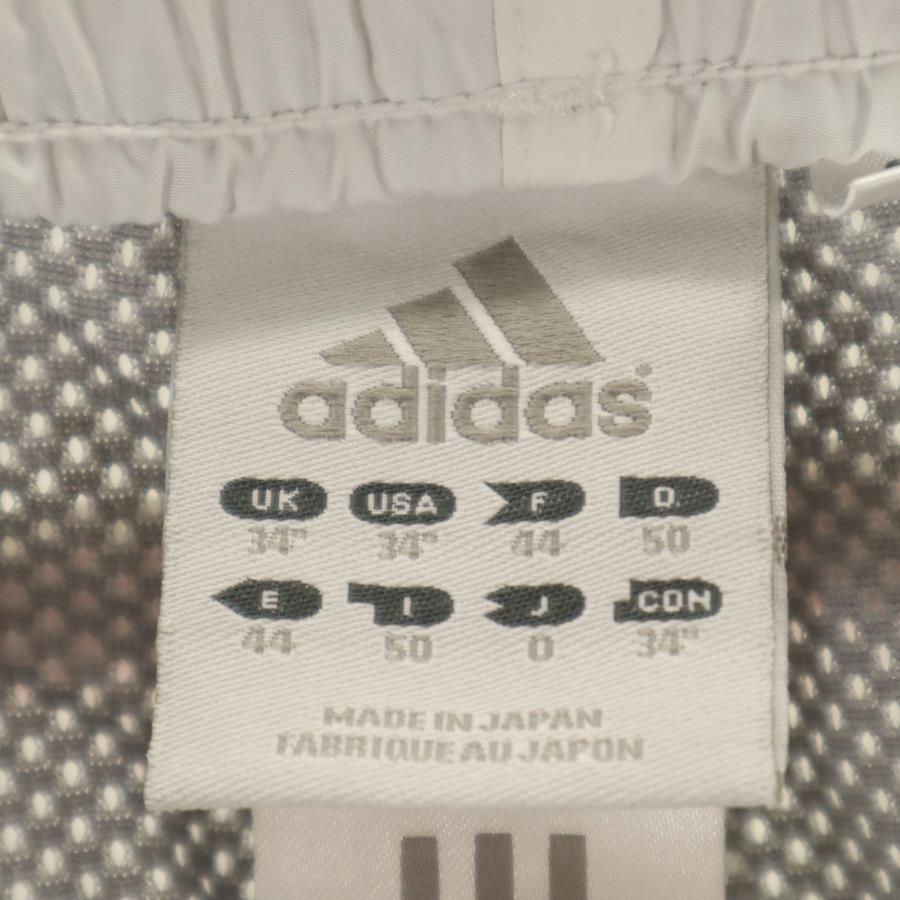 adidas®
UK USA F D
34" 34" 44 50
E I J CON
44 50 O 34"
MADE IN JAPAN
FABRIQUE AU JAPON